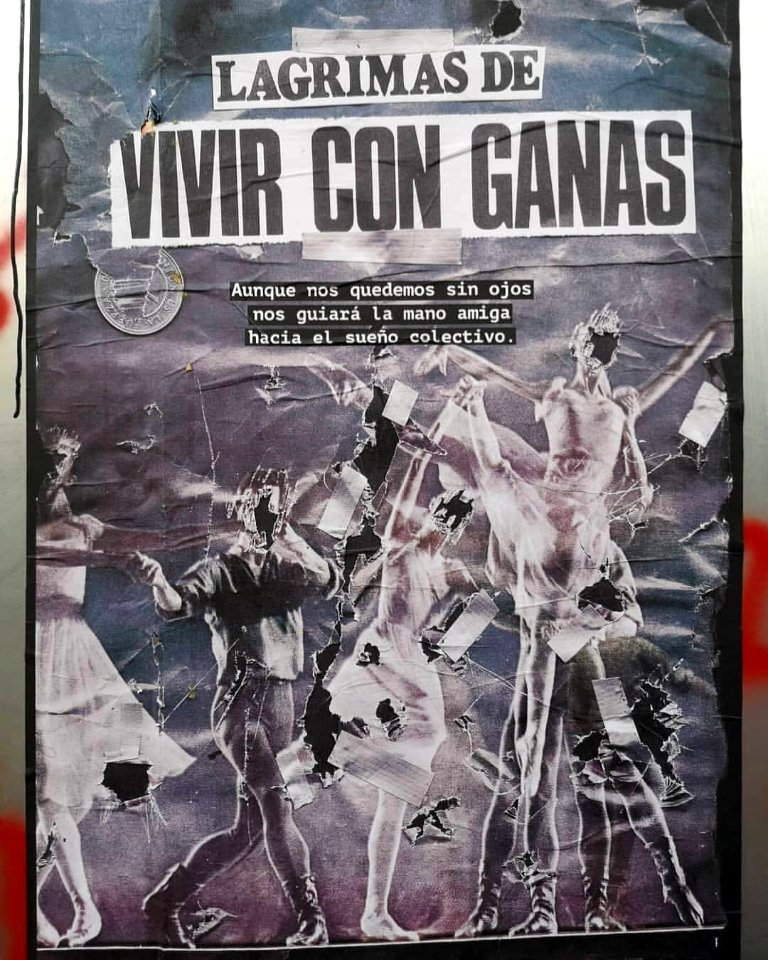 LAGRIMAS DE
VIVIR CON GANAS
Aunque nos quedemos sin ojos
nos guiará la mano amiga
hacia el sueño colectivo.